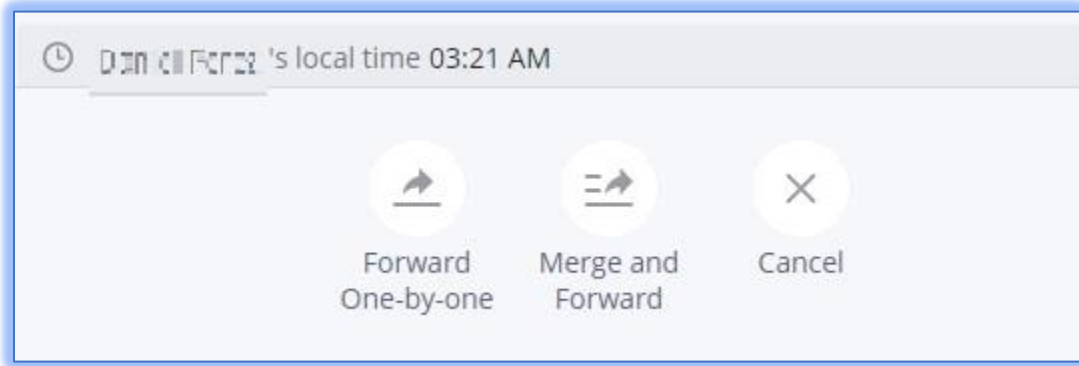 's local time 03:21 AM
Forward
One-by-one
Merge and
Forward
Cancel